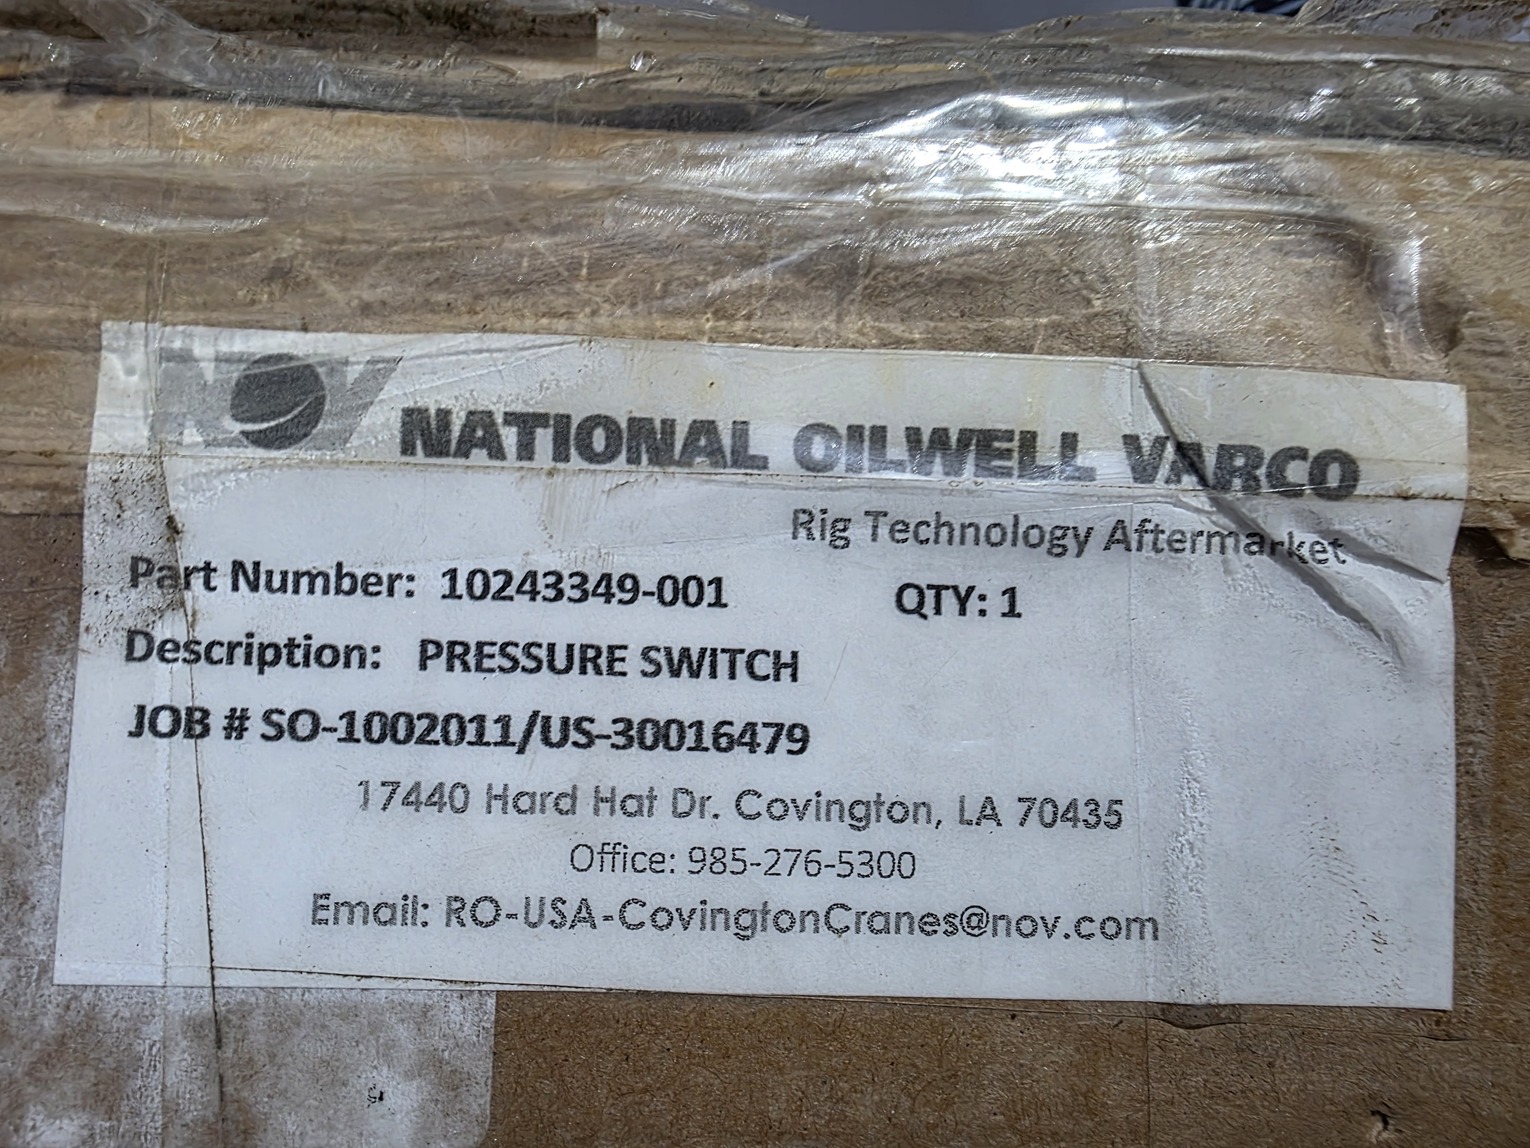 NOV NATIONAL OILWELL VARCO
Rig Technology Aftermarket
Part Number: 10243349-001 QTY: 1
Description: PRESSURE SWITCH
JOB # SO-1002011/US-30016479
17440 Hard Hat Dr. Covington, LA 70435
Office: 985-276-5300
Email: RO-USA-CovingtonCranes@nov.com